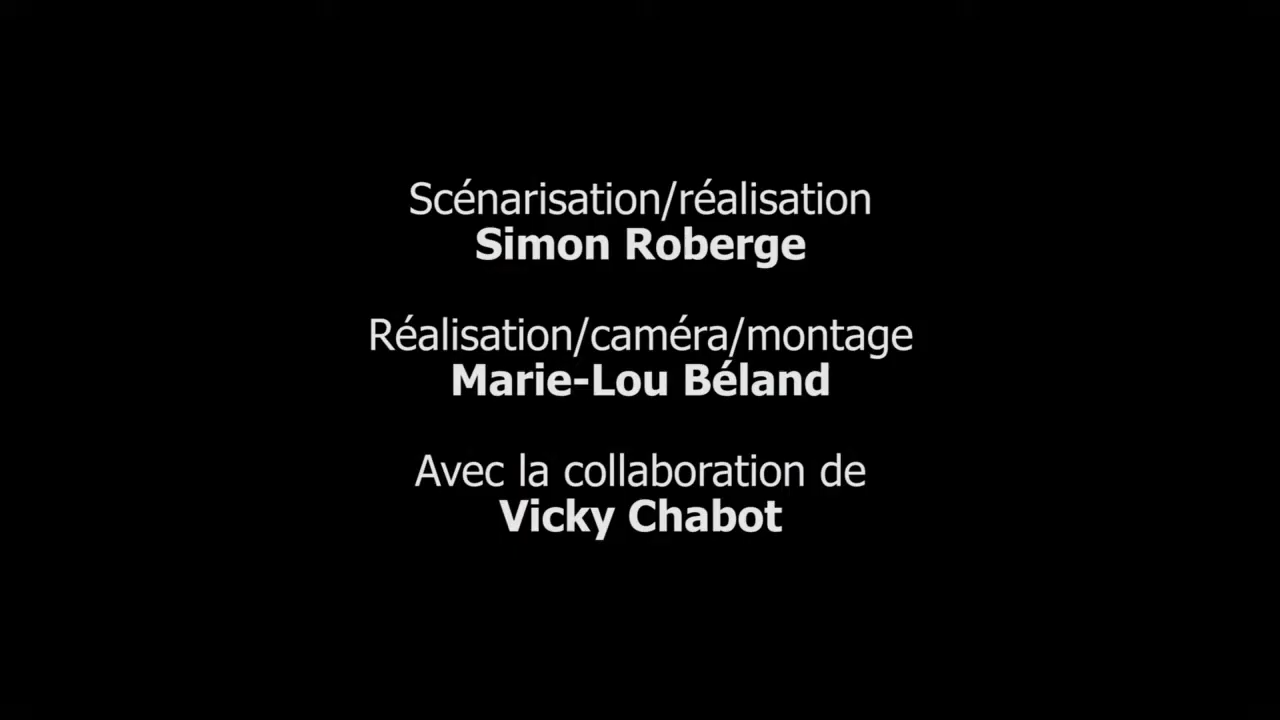 Scénarisation/réalisation
Simon Roberge
Réalisation/caméra/montage
Marie-Lou Béland
Avec la collaboration de
Vicky Chabot